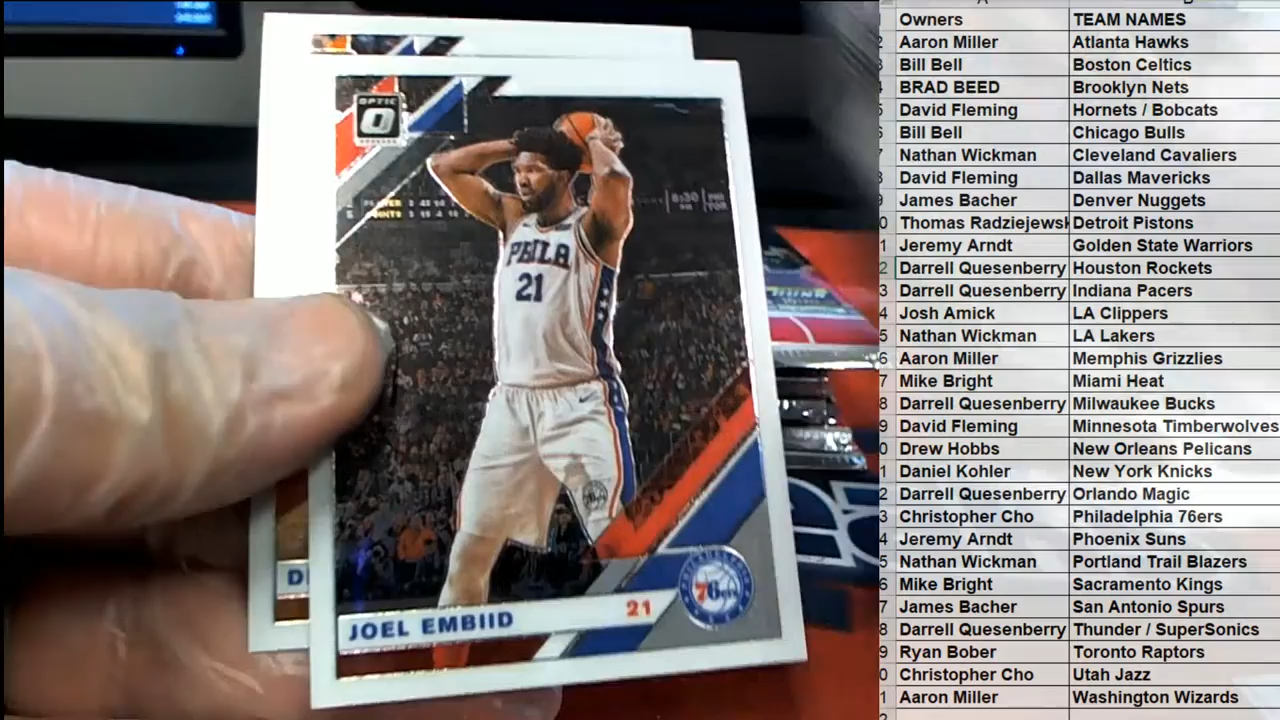 OPTIC
PHILA
21
JOEL EMBIID
21
PHILADELPHIA
76ers
8:30
PM
Owners TEAM NAMES
Aaron Miller Atlanta Hawks
Bill Bell Boston Celtics
BRAD BEED Brooklyn Nets
David Fleming Hornets / Bobcats
Bill Bell Chicago Bulls
Nathan Wickman Cleveland Cavaliers
David Fleming Dallas Mavericks
James Bacher Denver Nuggets
Thomas Radziejewsk Detroit Pistons
Jeremy Arndt Golden State Warriors
Darrell Quesenberry Houston Rockets
Darrell Quesenberry Indiana Pacers
Josh Amick LA Clippers
Nathan Wickman LA Lakers
Aaron Miller Memphis Grizzlies
Mike Bright Miami Heat
Darrell Quesenberry Milwaukee Bucks
David Fleming Minnesota Timberwolves
Drew Hobbs New Orleans Pelicans
Daniel Kohler New York Knicks
Darrell Quesenberry Orlando Magic
Christopher Cho Philadelphia 76ers
Jeremy Arndt Phoenix Suns
Nathan Wickman Portland Trail Blazers
Mike Bright Sacramento Kings
James Bacher San Antonio Spurs
Darrell Quesenberry Thunder / SuperSonics
Ryan Bober Toronto Raptors
Christopher Cho Utah Jazz
Aaron Miller Washington Wizards